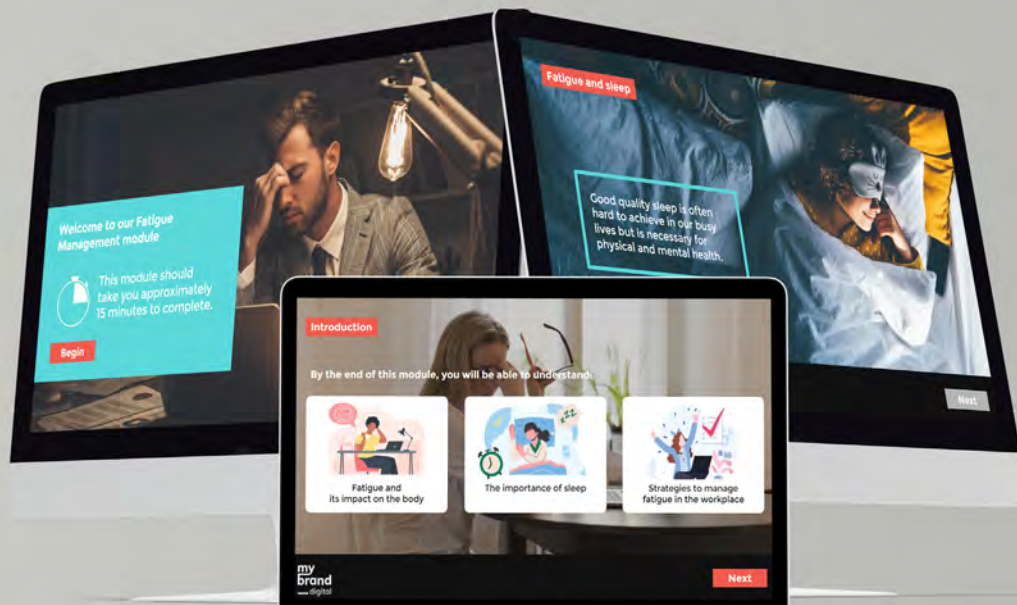 Welcome to our Fatigue
Management module
This module should
take you approximately
15 minutes to complete.
Begin
Fatigue and sleep
Good quality sleep is often
hard to achieve in our busy
lives but is necessary for
physical and mental health.
Next
Introduction
By the end of this module, you will be able to understand:
Fatigue and
its impact on the body
The importance of sleep
Strategies to manage
fatigue in the workplace
my
brand
digital
Next